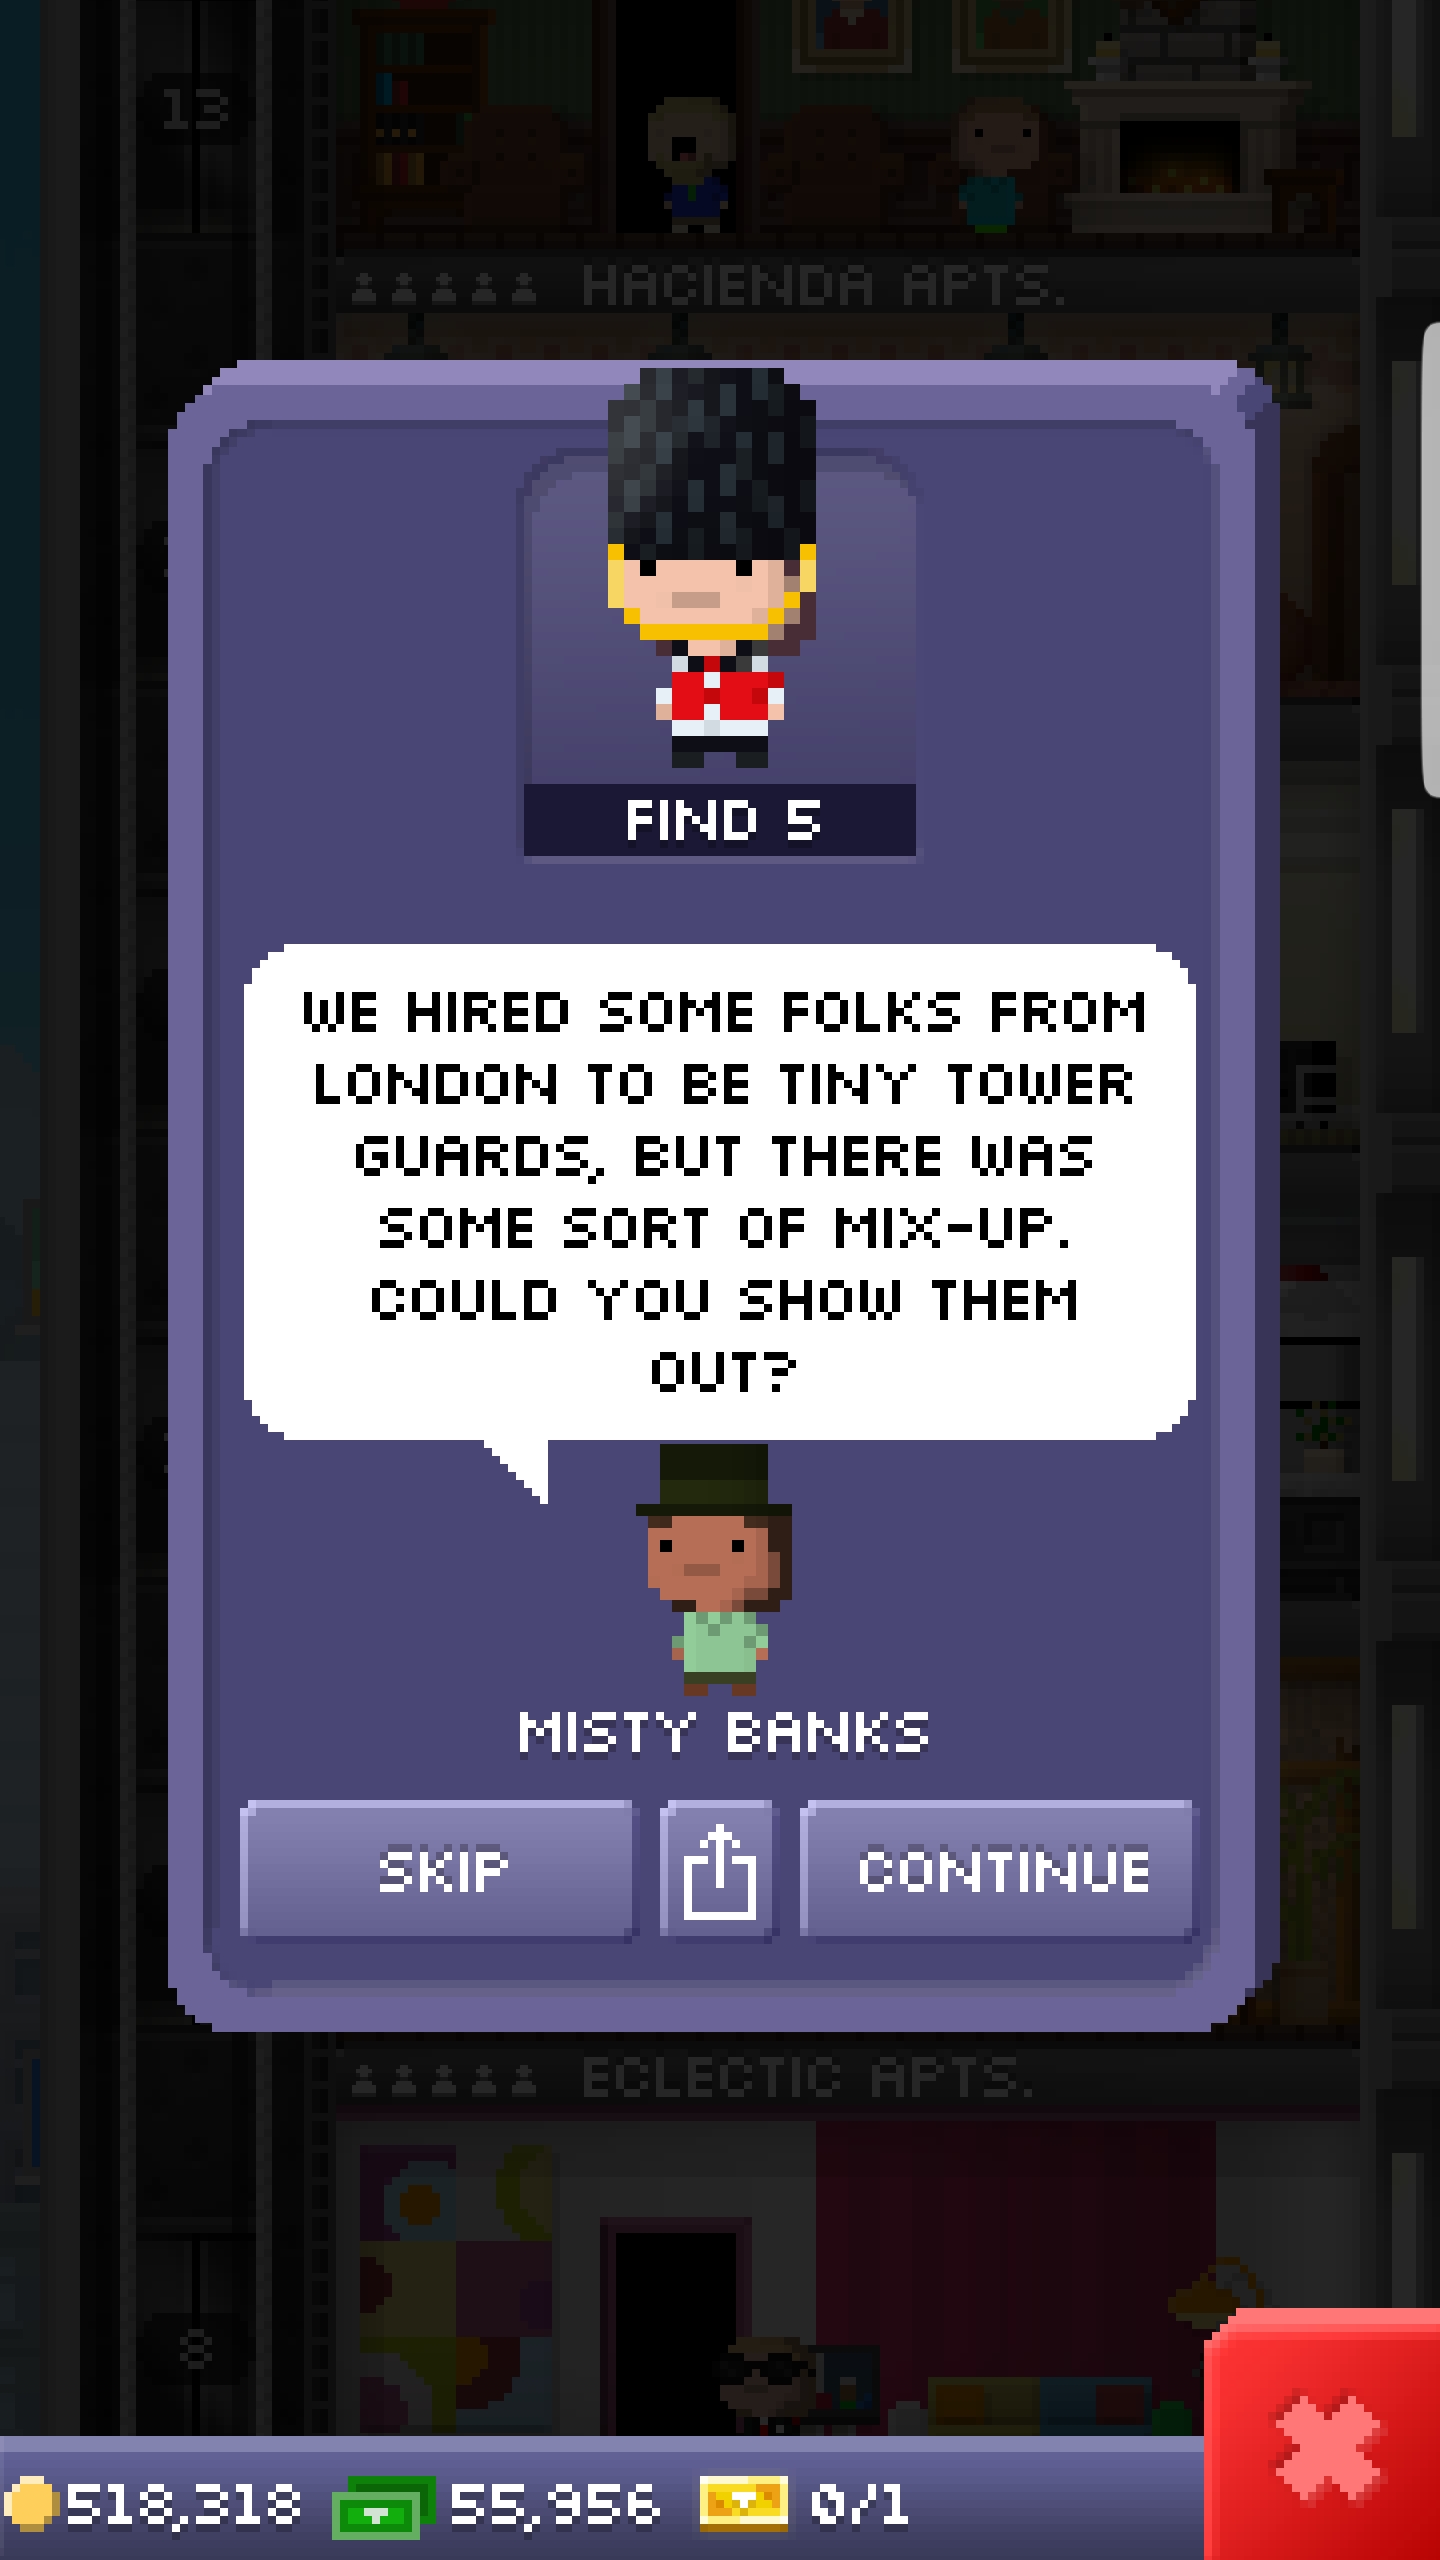 13
HACIENDA APTS.
FIND 5
WE HIRED SOME FOLKS FROM
LONDON TO BE TINY TOWER
GUARDS, BUT THERE WAS
SOME SORT OF MIX-UP.
COULD YOU SHOW THEM
OUT?
MISTY BANKS
SKIP
CONTINUE
ECLECTIC APTS.
8
518,318
55,956
0/1